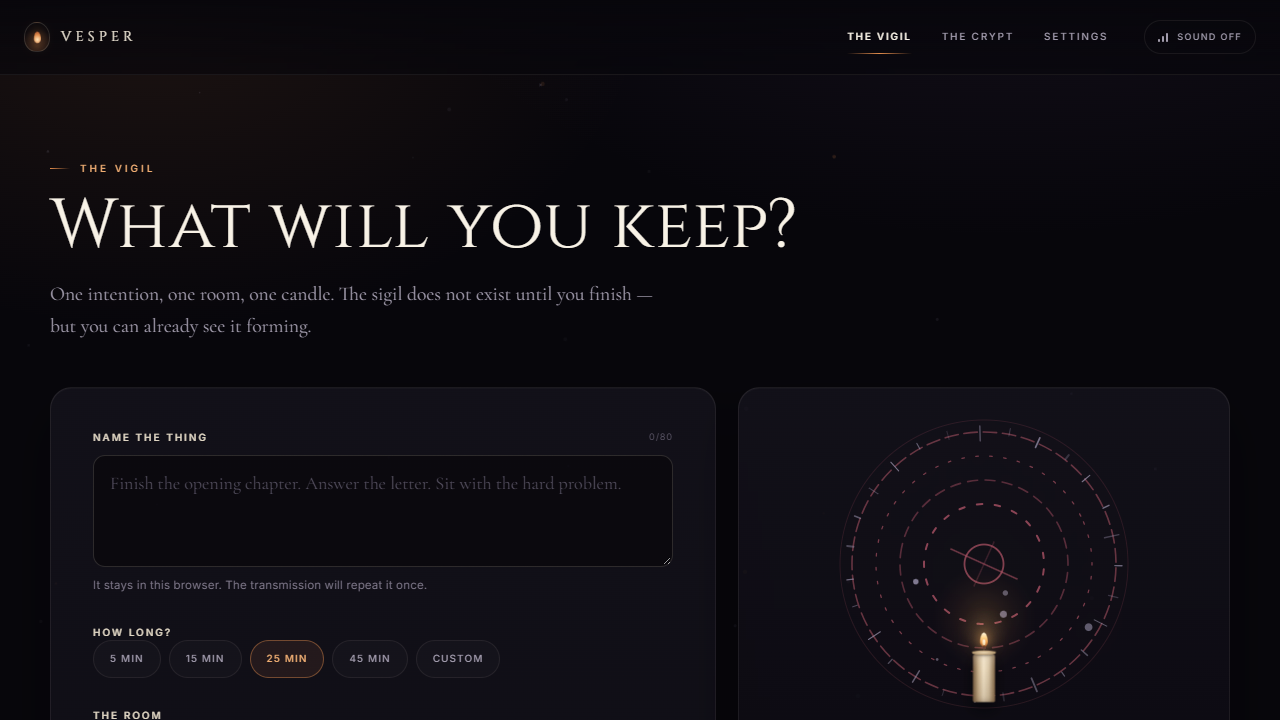 VESPER
THE VIGIL
THE CRYPT
SETTINGS
SOUND OFF
THE VIGIL
What will you keep?
One intention, one room, one candle. The sigil does not exist until you finish —
but you can already see it forming.
NAME THE THING
0/80
Finish the opening chapter. Answer the letter. Sit with the hard problem.
It stays in this browser. The transmission will repeat it once.
HOW LONG?
5 MIN
15 MIN
25 MIN
45 MIN
CUSTOM
THE ROOM